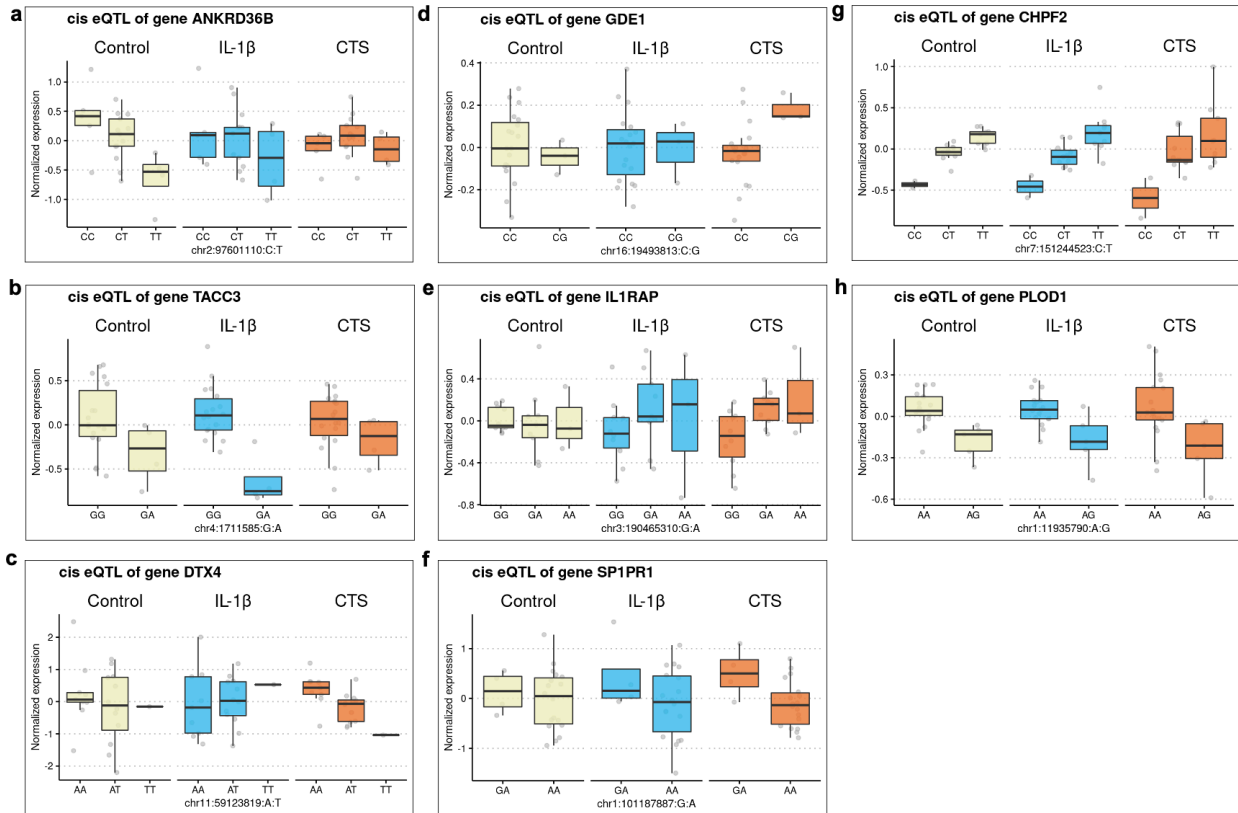 a
cis eQTL of gene ANKRD36B
Control IL-1β CTS
Normalized expression
1.0
0.5
0.0
-0.5
-1.0
CC CT TT CC CT TT CC CT TT
chr2:97601110:C:T
b
cis eQTL of gene TACC3
Control IL-1β CTS
Normalized expression
0.5
0.0
-0.5
GG GA GG GA GG GA
chr4:1711585:G:A
c
cis eQTL of gene DTX4
Control IL-1β CTS
Normalized expression
2
1
0
-1
-2
AA AT TT AA AT TT AA AT TT
chr11:59123819:A:T
d
cis eQTL of gene GDE1
Control IL-1β CTS
Normalized expression
0.4
0.2
0.0
-0.2
CC CG CC CG CC CG
chr16:19493813:C:G
e
cis eQTL of gene IL1RAP
Control IL-1β CTS
Normalized expression
0.4
0.0
-0.4
-0.8
GG GA AA GG GA AA GG GA AA
chr3:190465310:G:A
f
cis eQTL of gene SP1PR1
Control IL-1β CTS
Normalized expression
1
0
-1
GA AA GA AA GA AA
chr1:101187887:G:A
g
cis eQTL of gene CHPF2
Control IL-1β CTS
Normalized expression
1.0
0.5
0.0
-0.5
CC CT TT CC CT TT CC CT TT
chr7:151244523:C:T
h
cis eQTL of gene PLOD1
Control IL-1β CTS
Normalized expression
0.3
0.0
-0.3
-0.6
AA AG AA AG AA AG
chr1:11935790:A:G